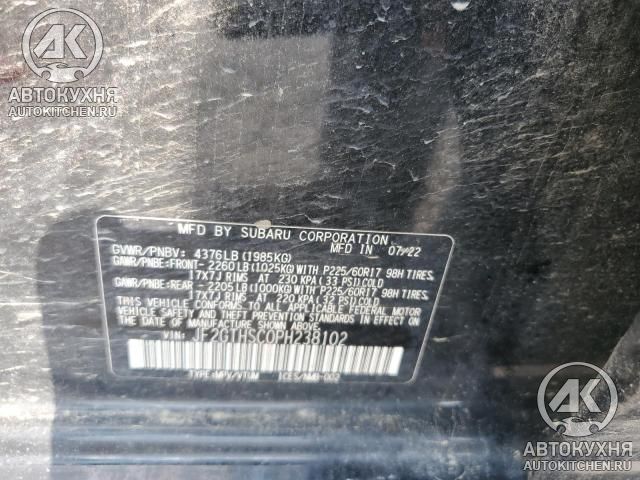 АК
АВТОКУХНЯ
AUTOKITCHEN.RU
MFD BY SUBARU CORPORATION
MFD IN 07/22
GVWR/PNBV: 4376LB (1985KG)
GAWR/PNBE:FRONT- 2260LB(1025KG)WITH P225/60R17 98H TIRES,
17X7J RIMS AT 230 KPA(33 PSI)COLD
GAWR/PNBE:REAR -2205LB(1000KG)WITH P225/60R17 98H TIRES,
17X7J RIMS AT 220 KPA(32 PSI)COLD
THIS VEHICLE CONFORMS TO ALL APPLICABLE FEDERAL MOTOR
VEHICLE SAFETY STANDARDS IN EFFECT ON THE DATE OF
MANUFACTURE SHOWN ABOVE.
VIN: JF2GTHSC0PH238102
TYPE:MPV/VTUM
АК
АВТОКУХНЯ
AUTOKITCHEN.RU